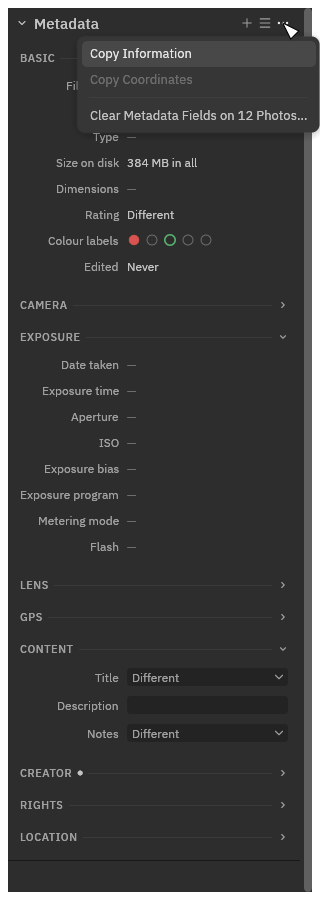 Metadata
BASIC
Copy Information
Copy Coordinates
Clear Metadata Fields on 12 Photos...
Type —
Size on disk 384 MB in all
Dimensions —
Rating Different
Colour labels
Edited Never
CAMERA
EXPOSURE
Date taken —
Exposure time —
Aperture —
ISO —
Exposure bias —
Exposure program —
Metering mode —
Flash —
LENS
GPS
CONTENT
Title Different
Description
Notes Different
CREATOR
RIGHTS
LOCATION